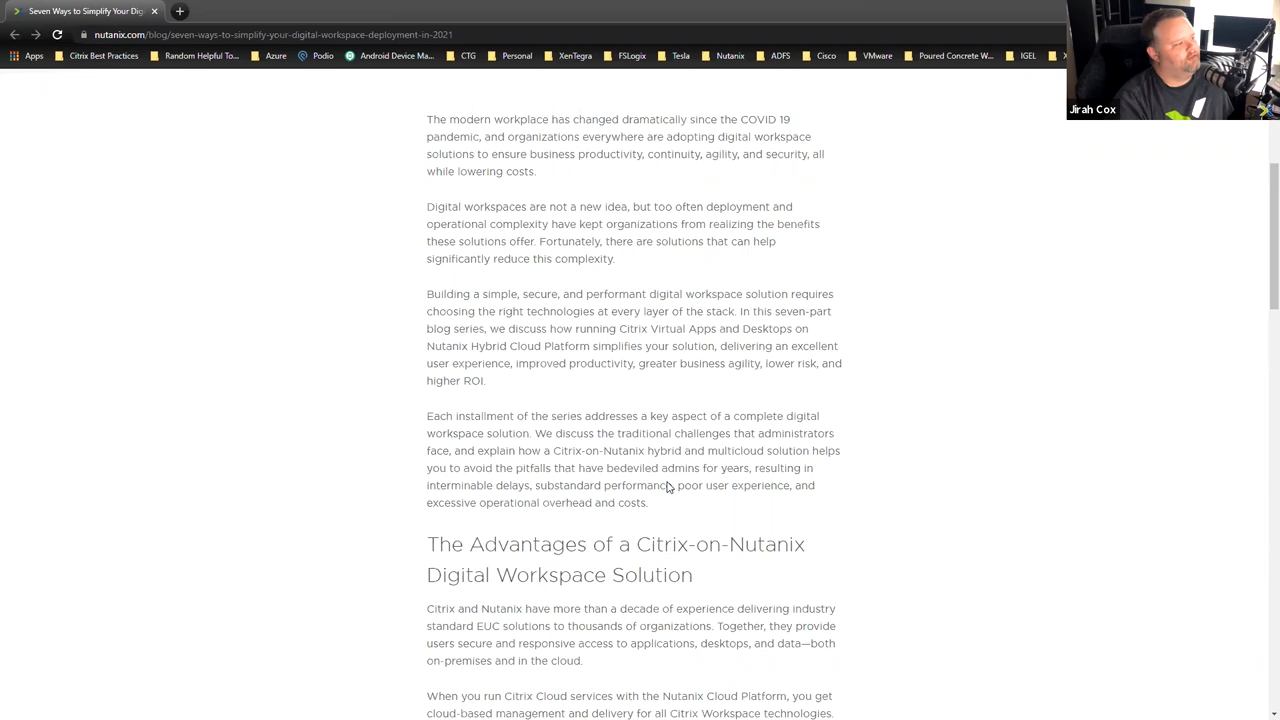 Seven Ways to Simplify Your Dig
nutanix.com/blog/seven-ways-to-simplify-your-digital-workspace-deployment-in-2021
Apps
Citrix Best Practices
Random Helpful To...
Azure
Podio
Android Device Ma...
CTG
Personal
XenTegra
FSLogix
Tesla
Nutanix
ADFS
Cisco
VMware
Poured Concrete W...
IGEL
X
Jirah Cox
The modern workplace has changed dramatically since the COVID 19
pandemic, and organizations everywhere are adopting digital workspace
solutions to ensure business productivity, continuity, agility, and security, all
while lowering costs.
Digital workspaces are not a new idea, but too often deployment and
operational complexity have kept organizations from realizing the benefits
these solutions offer. Fortunately, there are solutions that can help
significantly reduce this complexity.
Building a simple, secure, and performant digital workspace solution requires
choosing the right technologies at every layer of the stack. In this seven-part
blog series, we discuss how running Citrix Virtual Apps and Desktops on
Nutanix Hybrid Cloud Platform simplifies your solution, delivering an excellent
user experience, improved productivity, greater business agility, lower risk, and
higher ROI.
Each installment of the series addresses a key aspect of a complete digital
workspace solution. We discuss the traditional challenges that administrators
face, and explain how a Citrix-on-Nutanix hybrid and multicloud solution helps
you to avoid the pitfalls that have bedeviled admins for years, resulting in
interminable delays, substandard performance, poor user experience, and
excessive operational overhead and costs.
The Advantages of a Citrix-on-Nutanix
Digital Workspace Solution
Citrix and Nutanix have more than a decade of experience delivering industry
standard EUC solutions to thousands of organizations. Together, they provide
users secure and responsive access to applications, desktops, and data—both
on-premises and in the cloud.
When you run Citrix Cloud services with the Nutanix Cloud Platform, you get
cloud-based management and delivery for all Citrix Workspace technologies.